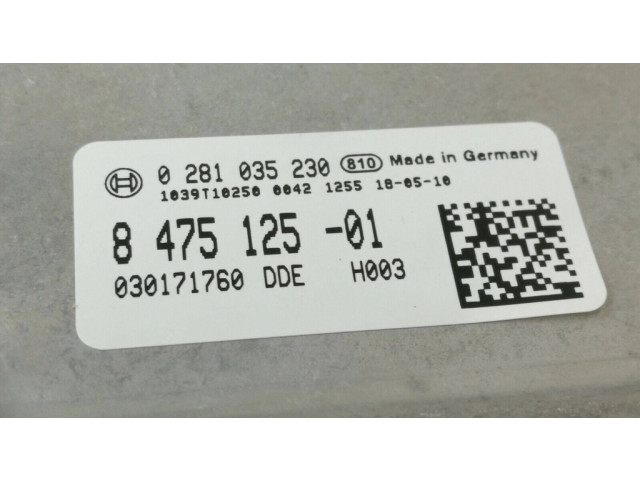 0 281 035 230 810 Made in Germany
1039T10250 0042 1255 18-05-10
8 475 125 -01
030171760 DDE H003